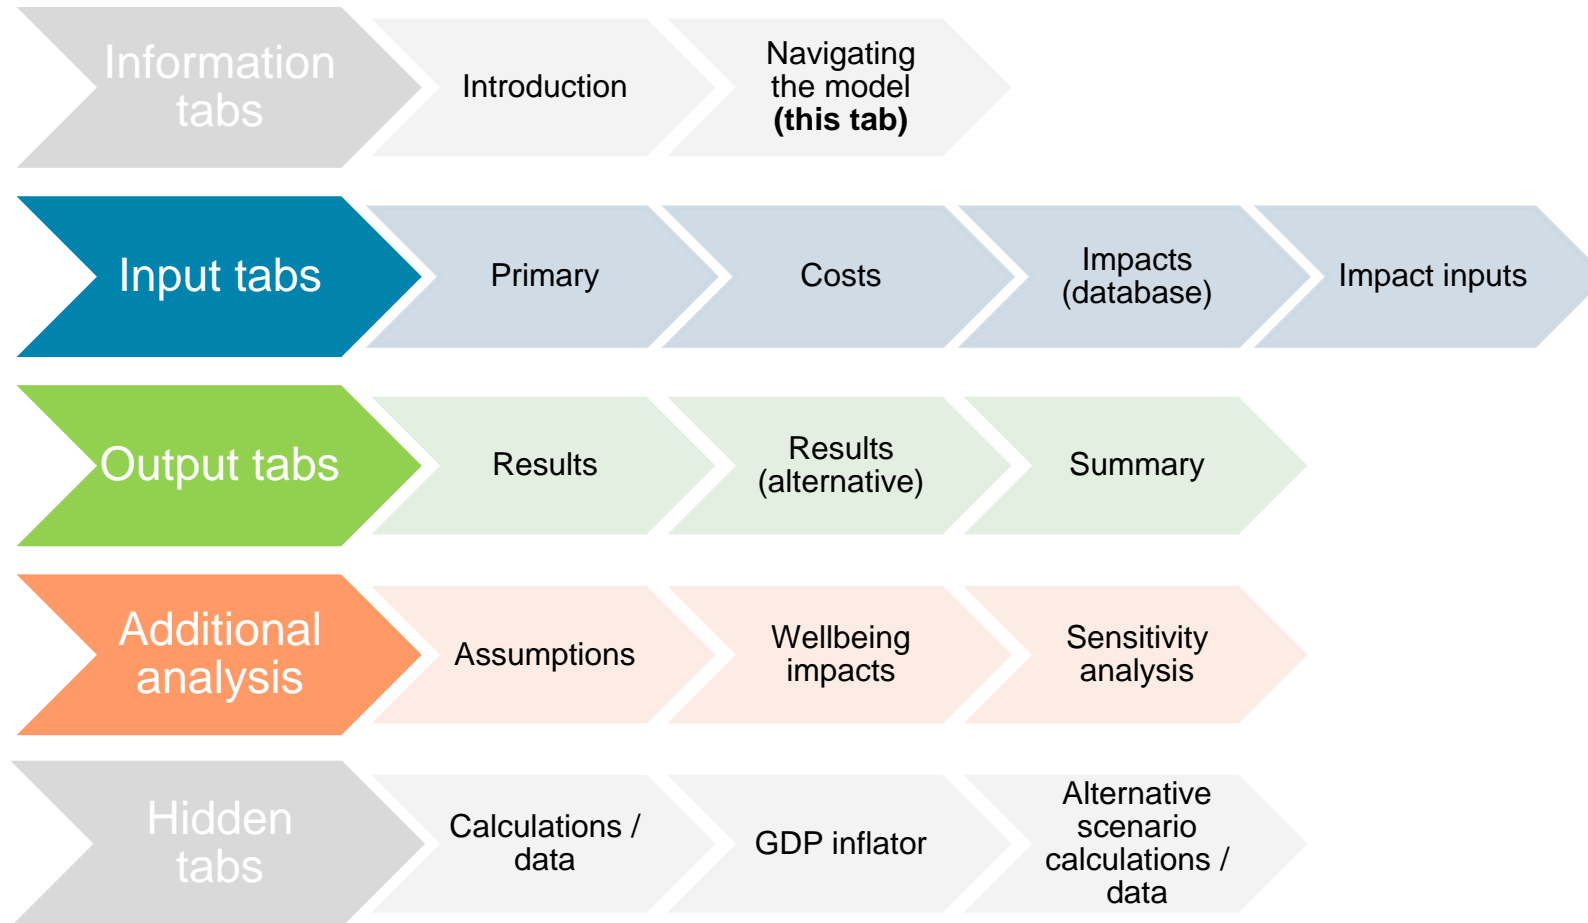 Information
tabs
Introduction
Navigating
the model
(this tab)
Input tabs
Primary
Costs
Impacts
(database)
Impact inputs
Output tabs
Results
Results
(alternative)
Summary
Additional
analysis
Assumptions
Wellbeing
impacts
Sensitivity
analysis
Hidden
tabs
Calculations /
data
GDP inflator
Alternative
scenario
calculations /
data